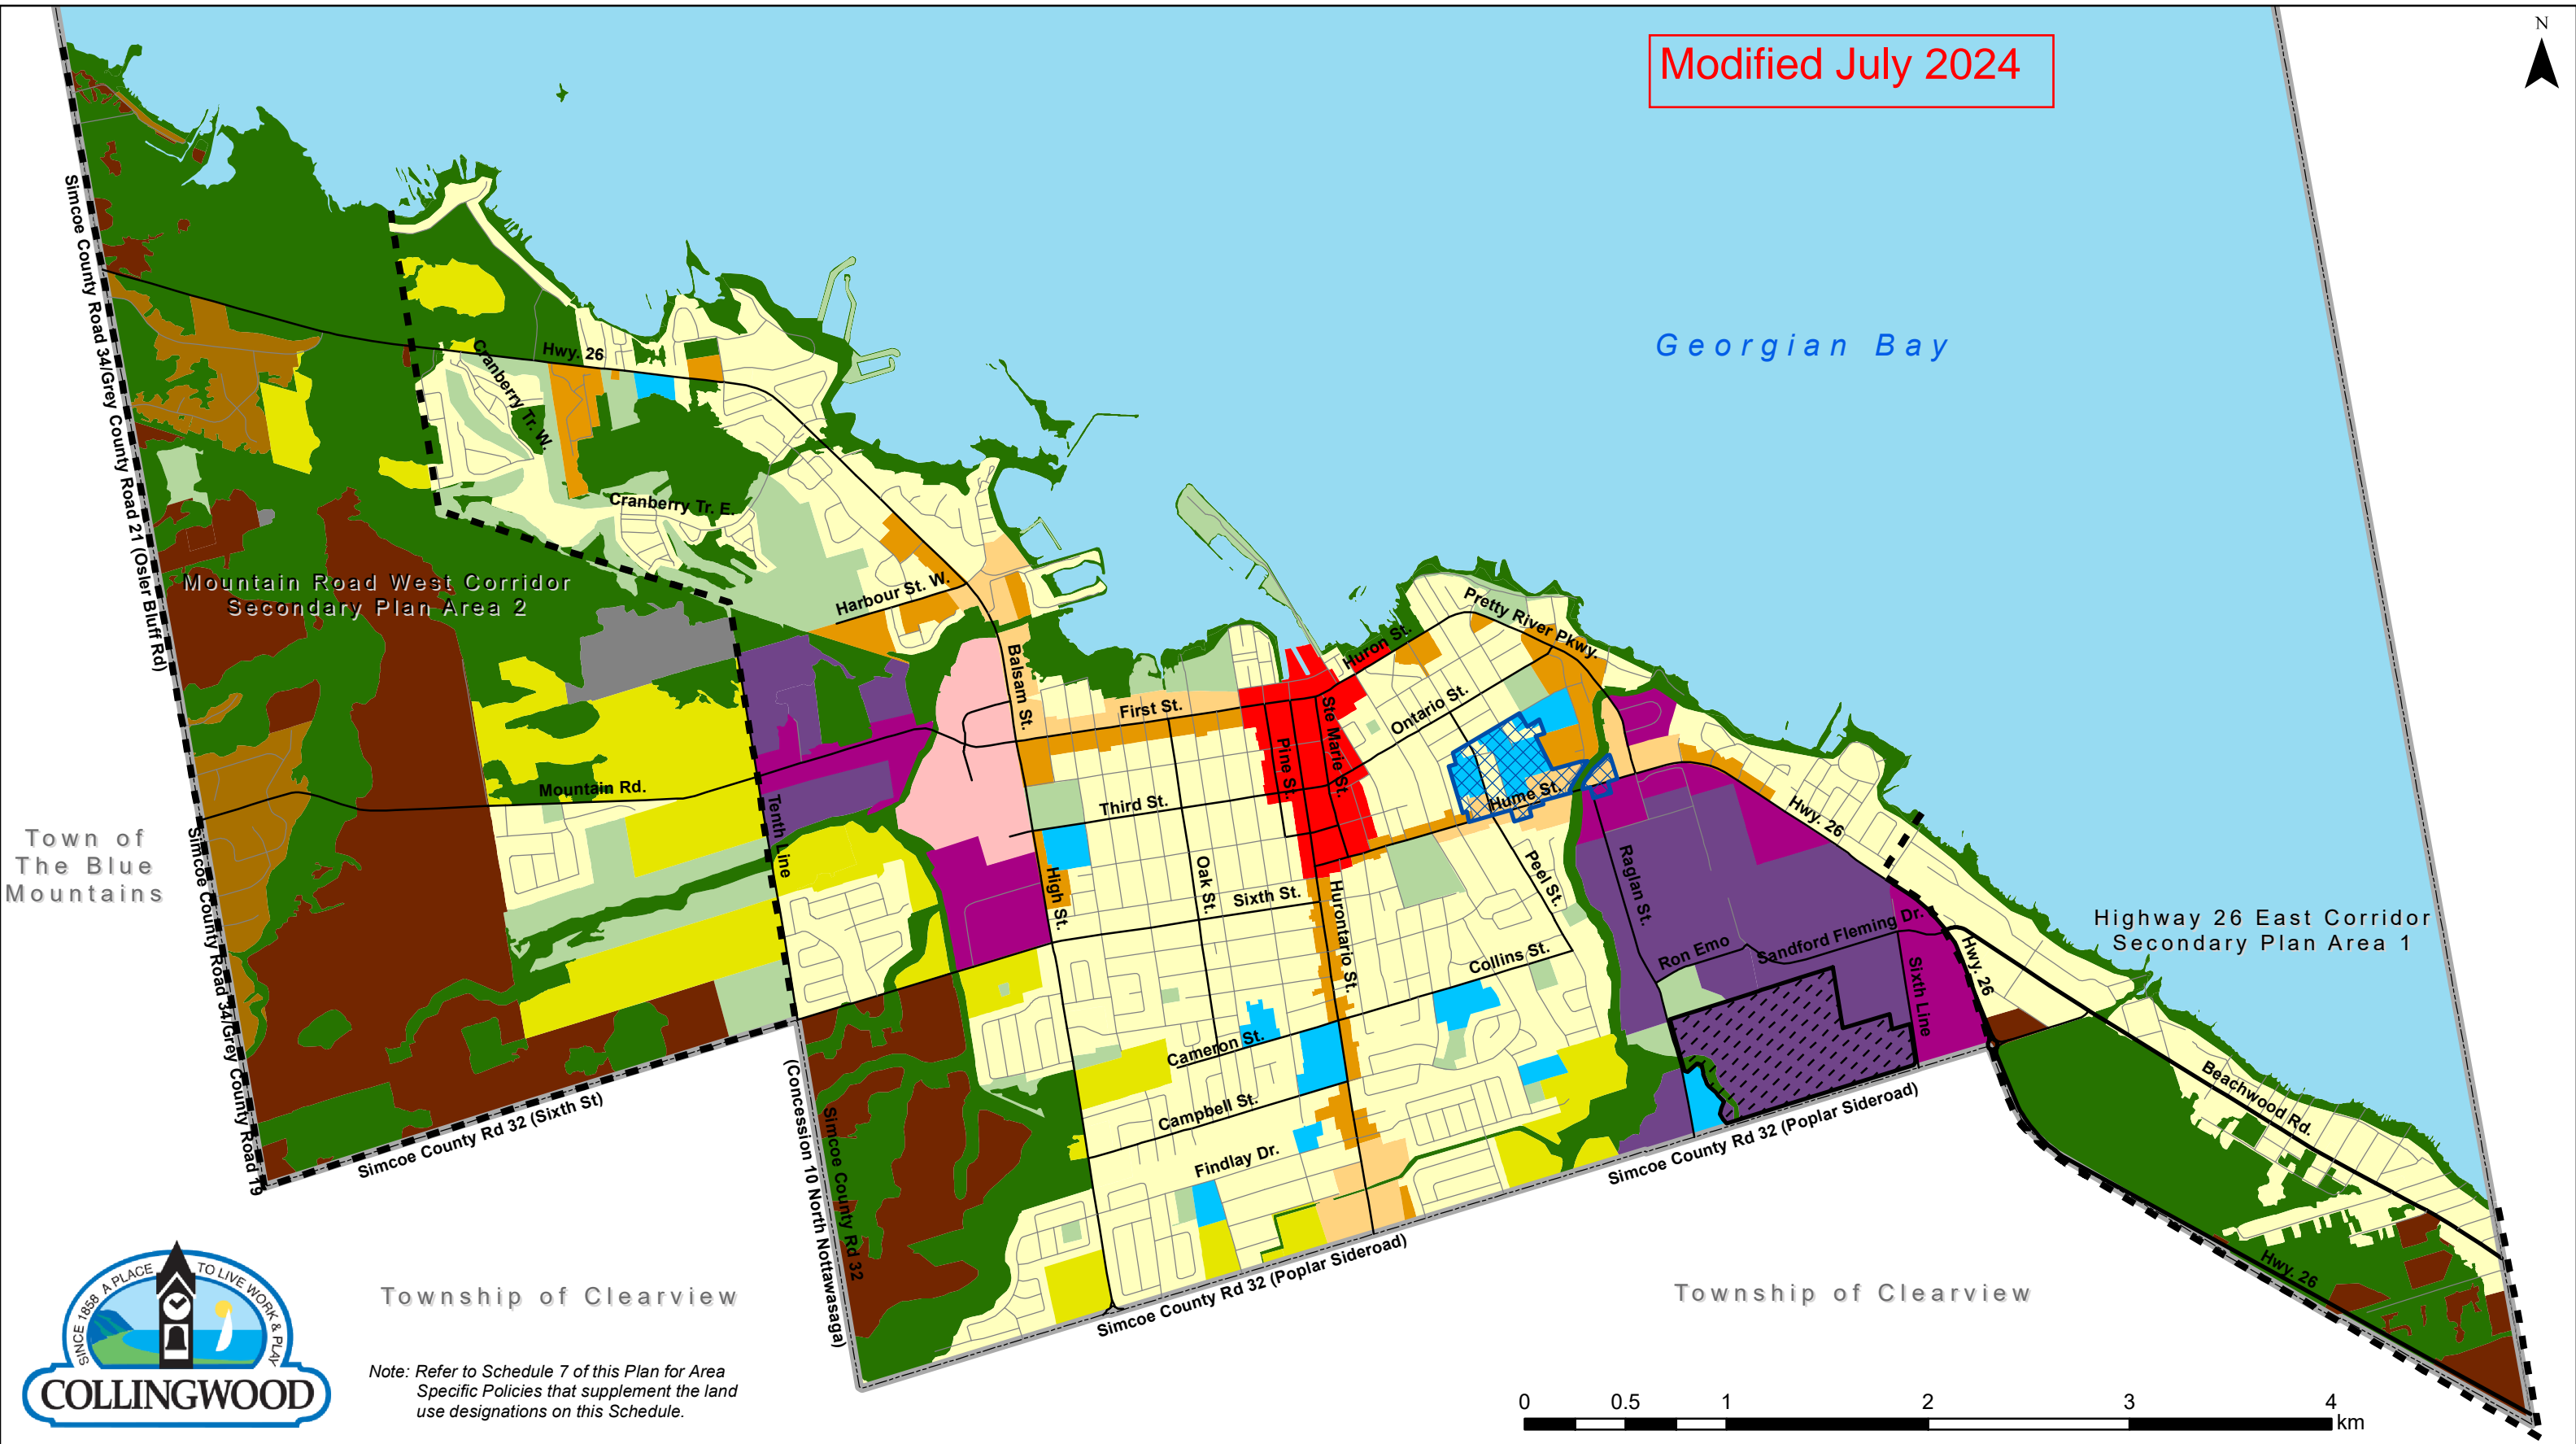 N
Modified July 2024
Georgian Bay
Simcoe County Road 34/Grey County Road 21 (Osler Bluff Rd)
Hwy. 26
Cranberry Tr. W.
Cranberry Tr. E.
Mountain Road West Corridor
Secondary Plan Area 2
Harbour St. W.
Balsam St.
First St.
Huron St.
Pretty River Pkwy.
Ontario St.
Ste Marie St.
Pine St.
Third St.
Hume St.
Mountain Rd.
Tenth Line
Town of
The Blue
Mountains
Simcoe County Road 34/Grey County Road 19
High St.
Oak St.
Sixth St.
Hurontario St.
Peel St.
Raglan St.
Hwy. 26
Highway 26 East Corridor
Secondary Plan Area 1
Collins St.
Ron Emo
Sandford Fleming Dr.
Sixth Line
Hwy. 26
Cameron St.
Campbell St.
Findlay Dr.
Simcoe County Rd 32 (Sixth St)
(Concession 10 North Nottawasaga)
Simcoe County Rd 32
Simcoe County Rd 32 (Poplar Sideroad)
Simcoe County Rd 32 (Poplar Sideroad)
Beachwood Rd.
Hwy. 26
Township of Clearview
Township of Clearview
SINCE 1858 A PLACE TO LIVE WORK & PLAY
COLLINGWOOD
Note: Refer to Schedule 7 of this Plan for Area
Specific Policies that supplement the land
use designations on this Schedule.
0 0.5 1 2 3 4
km